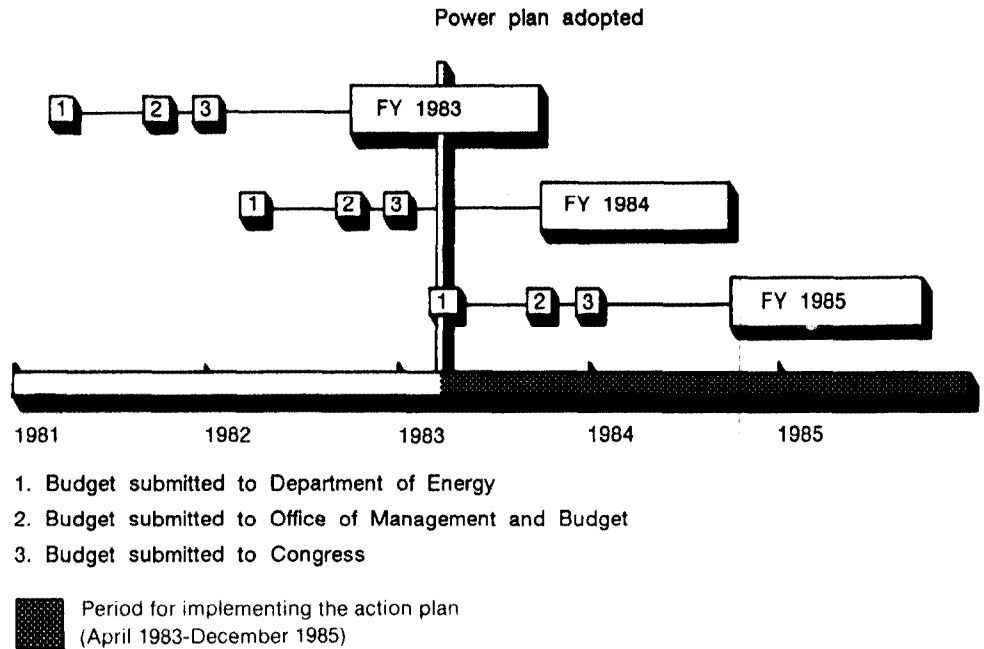 Power plan adopted
1 2 3 FY 1983
1 2 3 FY 1984
1 2 3 FY 1985
1981 1982 1983 1984 1985
1. Budget submitted to Department of Energy
2. Budget submitted to Office of Management and Budget
3. Budget submitted to Congress
Period for implementing the action plan
(April 1983-December 1985)